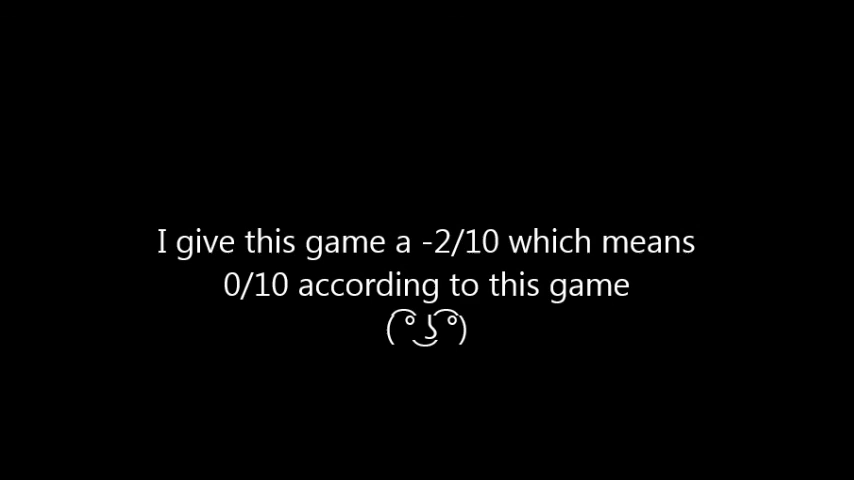 I give this game a -2/10 which means
0/10 according to this game
( ͡° ͜ʖ ͡°)